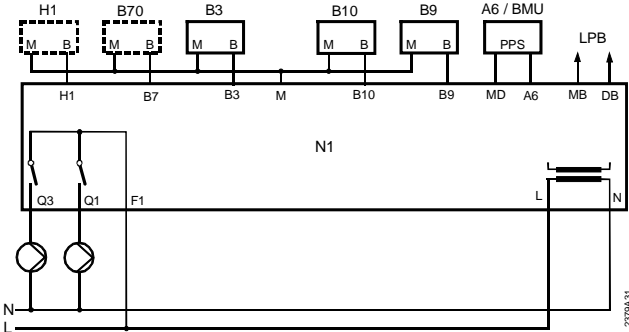 H1 B70 B3 B10 B9 A6 / BMU
LPB
M B M B M B M B M B PPS
H1 B7 B3 M B10 B9 MD A6 MB DB
N1
Q3 Q1 F1 L N
N
L
2379A31